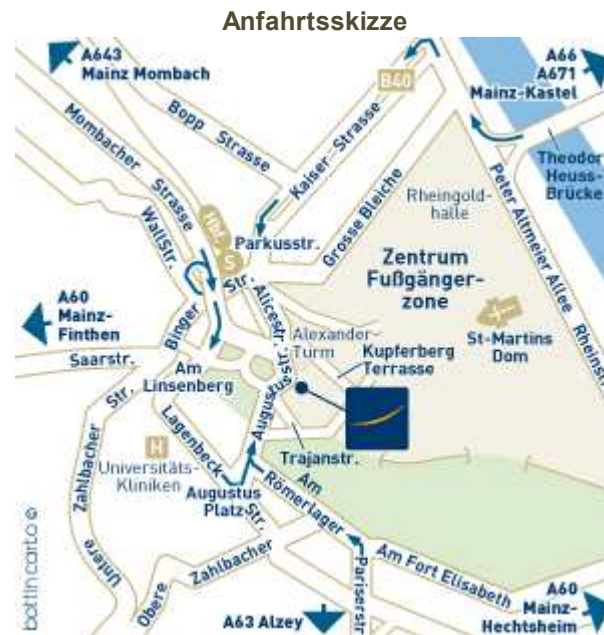 Anfahrtsskizze
A643
Mainz Mombach
A66
A671
Mainz-Kastel
B40
Bopp Strasse
Mombacher Strasse
Kaiser-Strasse
Theodor
Heuss-
Brücke
Grosse Bleiche
Rheingold-
halle
Peter Altmeier Allee
WallStr.
Hbf.
S
Parkusstr.
Zentrum
Fußgänger-
zone
A60
Mainz-
Finthen
Binger Str.
Alicestr.
Alexander-
Turm
Kupferberg
Terrasse
St-Martins
Dom
Rheinstr.
Saarstr.
Am
Linsenberg
Augustusstr.
Str.
Lagenbeck Str.
H
Universitäts-
Kliniken
Trajanstr.
Augustus
Platz
Am Römerlager
Untere Zahlbacher
Obere Zahlbacher
Am Fort Elisabeth
Pariserstr
A63 Alzey
A60
Mainz-
Hechtsheim
bottincarto ©